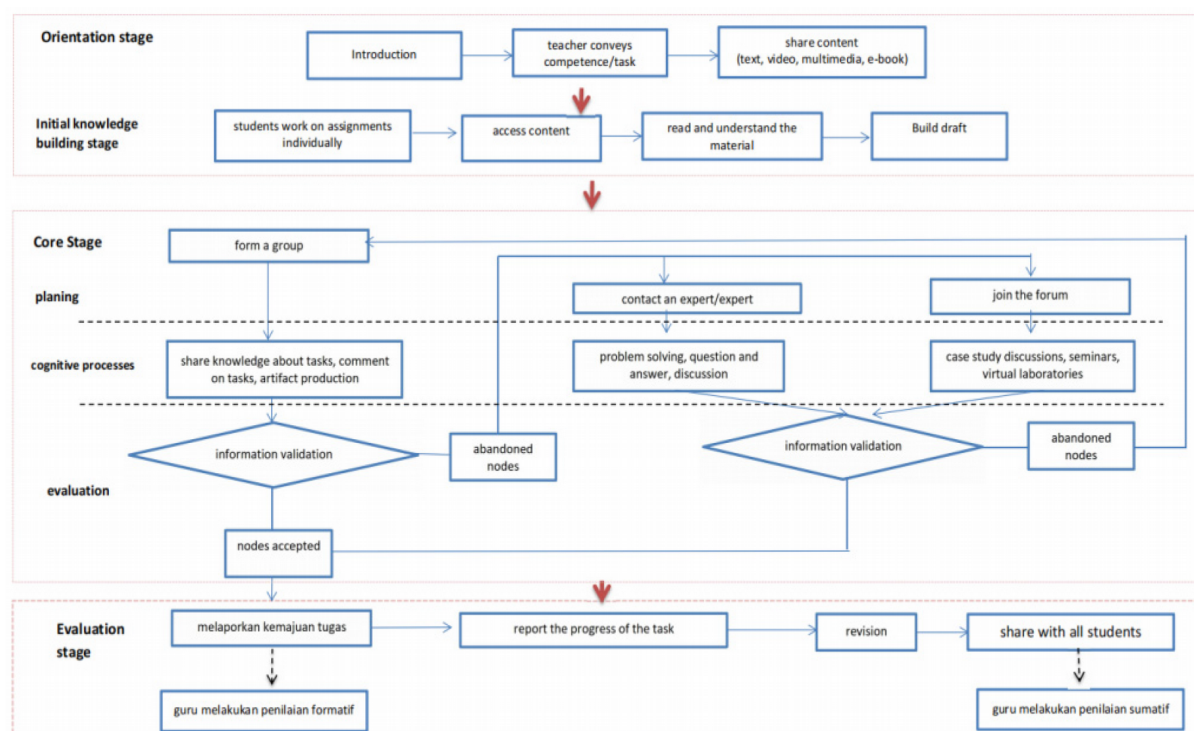 Orientation stage
Introduction
teacher conveys
competence/task
share content
(text, video, multimedia, e-book)
Initial knowledge
building stage
students work on assignments
individually
access content
read and understand the
material
Build draft
Core Stage
form a group
planing
contact an expert/expert
join the forum
cognitive processes
share knowledge about tasks, comment
on tasks, artifact production
problem solving, question and
answer, discussion
case study discussions, seminars,
virtual laboratories
information validation
abandoned
nodes
information validation
abandoned
nodes
evaluation
nodes accepted
Evaluation
stage
melaporkan kemajuan tugas
report the progress of the task
revision
share with all students
guru melakukan penilaian formatif
guru melakukan penilaian sumatif